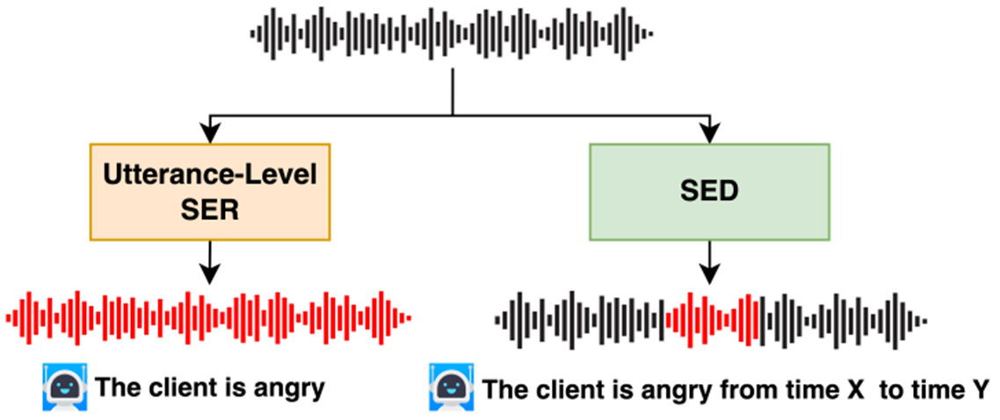 Utterance-Level
SER
SED
The client is angry
The client is angry from time X to time Y